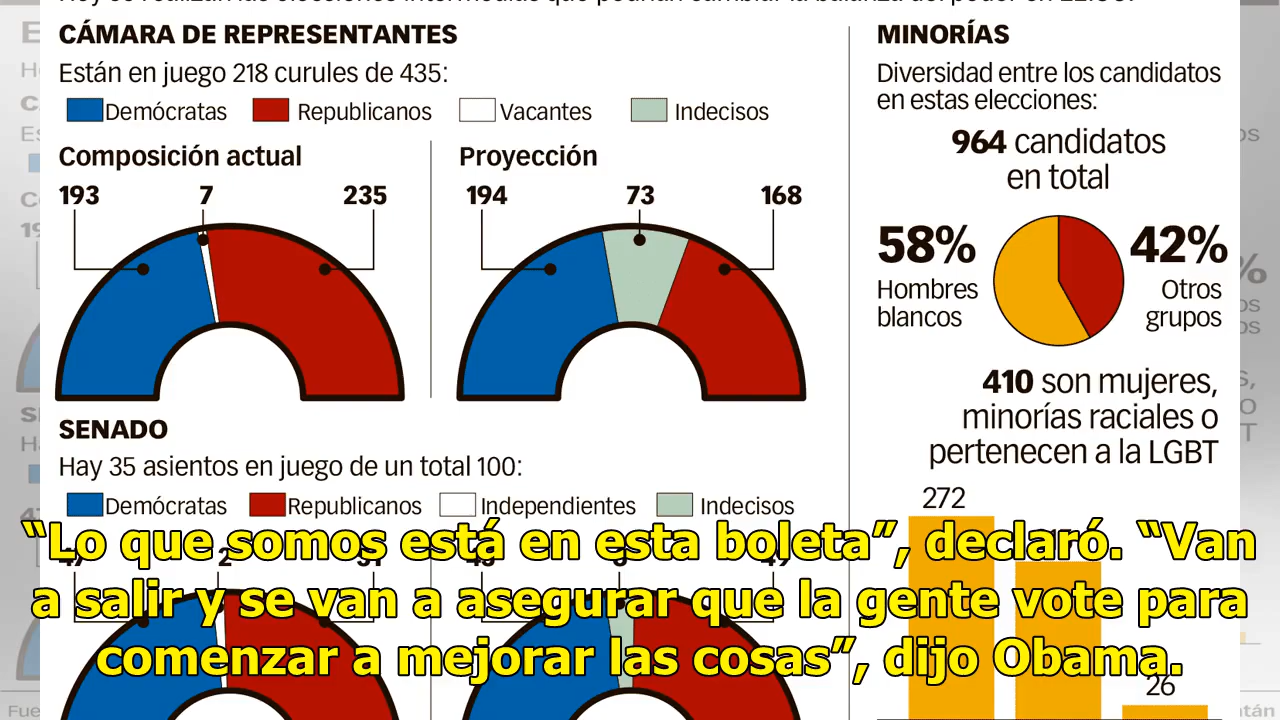 CÁMARA DE REPRESENTANTES
Están en juego 218 curules de 435:
Demócratas Republicanos Vacantes Indecisos
Composición actual
193 7 235
Proyección
194 73 168
SENADO
Hay 35 asientos en juego de un total 100:
Demócratas Republicanos Independientes Indecisos
MINORÍAS
Diversidad entre los candidatos
en estas elecciones:
964 candidatos
en total
58%
Hombres
blancos
42%
Otros
grupos
410 son mujeres,
minorías raciales o
pertenecen a la LGBT
272
26
“Lo que somos está en esta boleta”, declaró. “Van
a salir y se van a asegurar que la gente vote para
comenzar a mejorar las cosas”, dijo Obama.